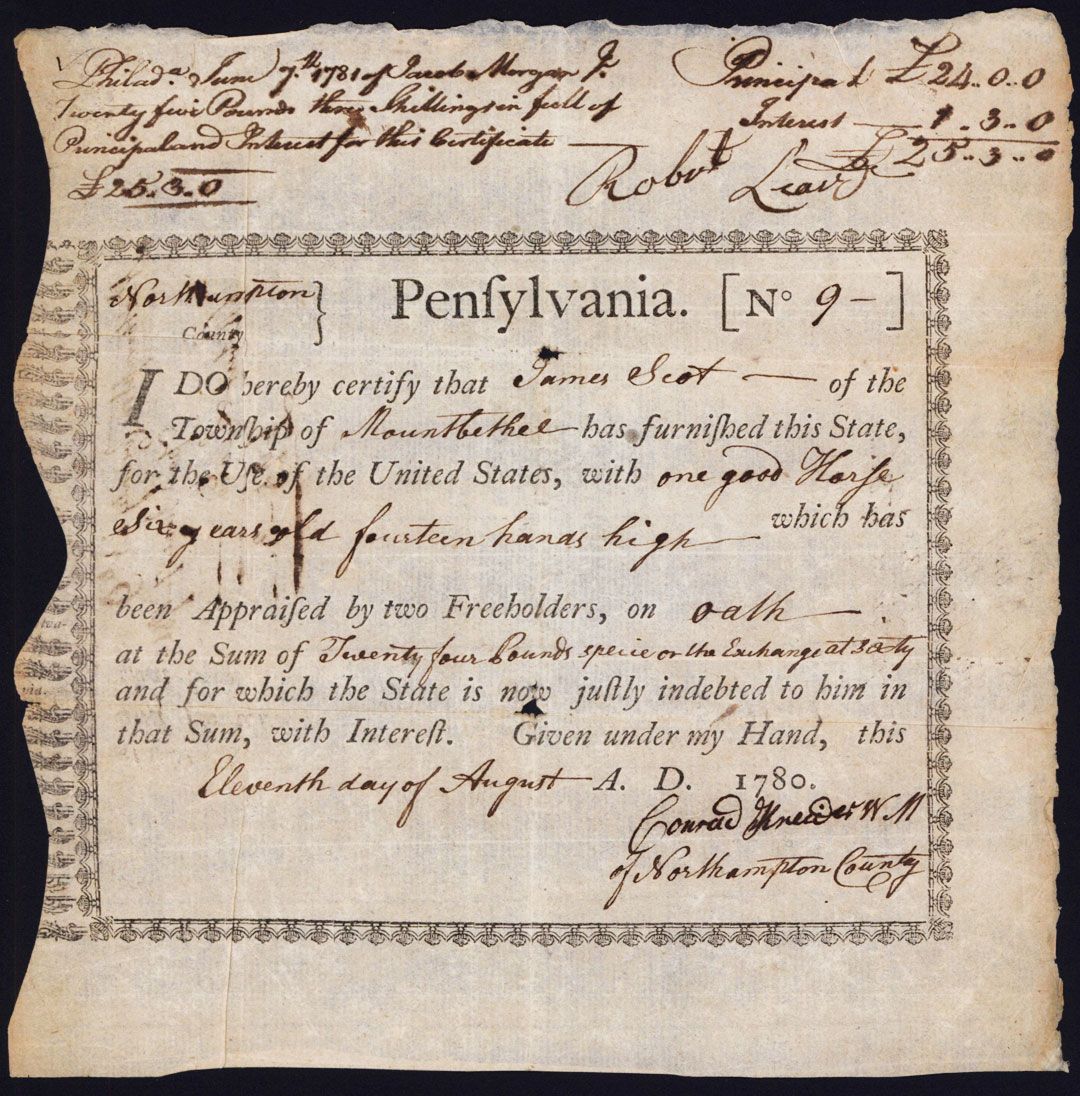 Philada. June 7.th 1781 of Jacob Morgan Jr.
Twenty five Pounds three Shillings in full of
Principal and Interest for this Certificate
£25..3..0
Principal £24..0..0
Interest — 1..3..0
£25..3..0
Robt
Northampton } Penſylvania. [No 9 —]
County
I DO hereby certify that James Scot — of the
Townſhip of Mountbethel has furniſhed this State,
for the Uſe of the United States, with one good Horſe
Six years old fourteen hands high — which has
been Appraiſed by two Freeholders, on oath —
at the Sum of Twenty four Pounds specie or the Exchange at Sixty
and for which the State is now juſtly indebted to him in
that Sum, with Intereſt. Given under my Hand, this
Eleventh day of August A. D. 1780.
Conrad Kreider W M
of Northampton County